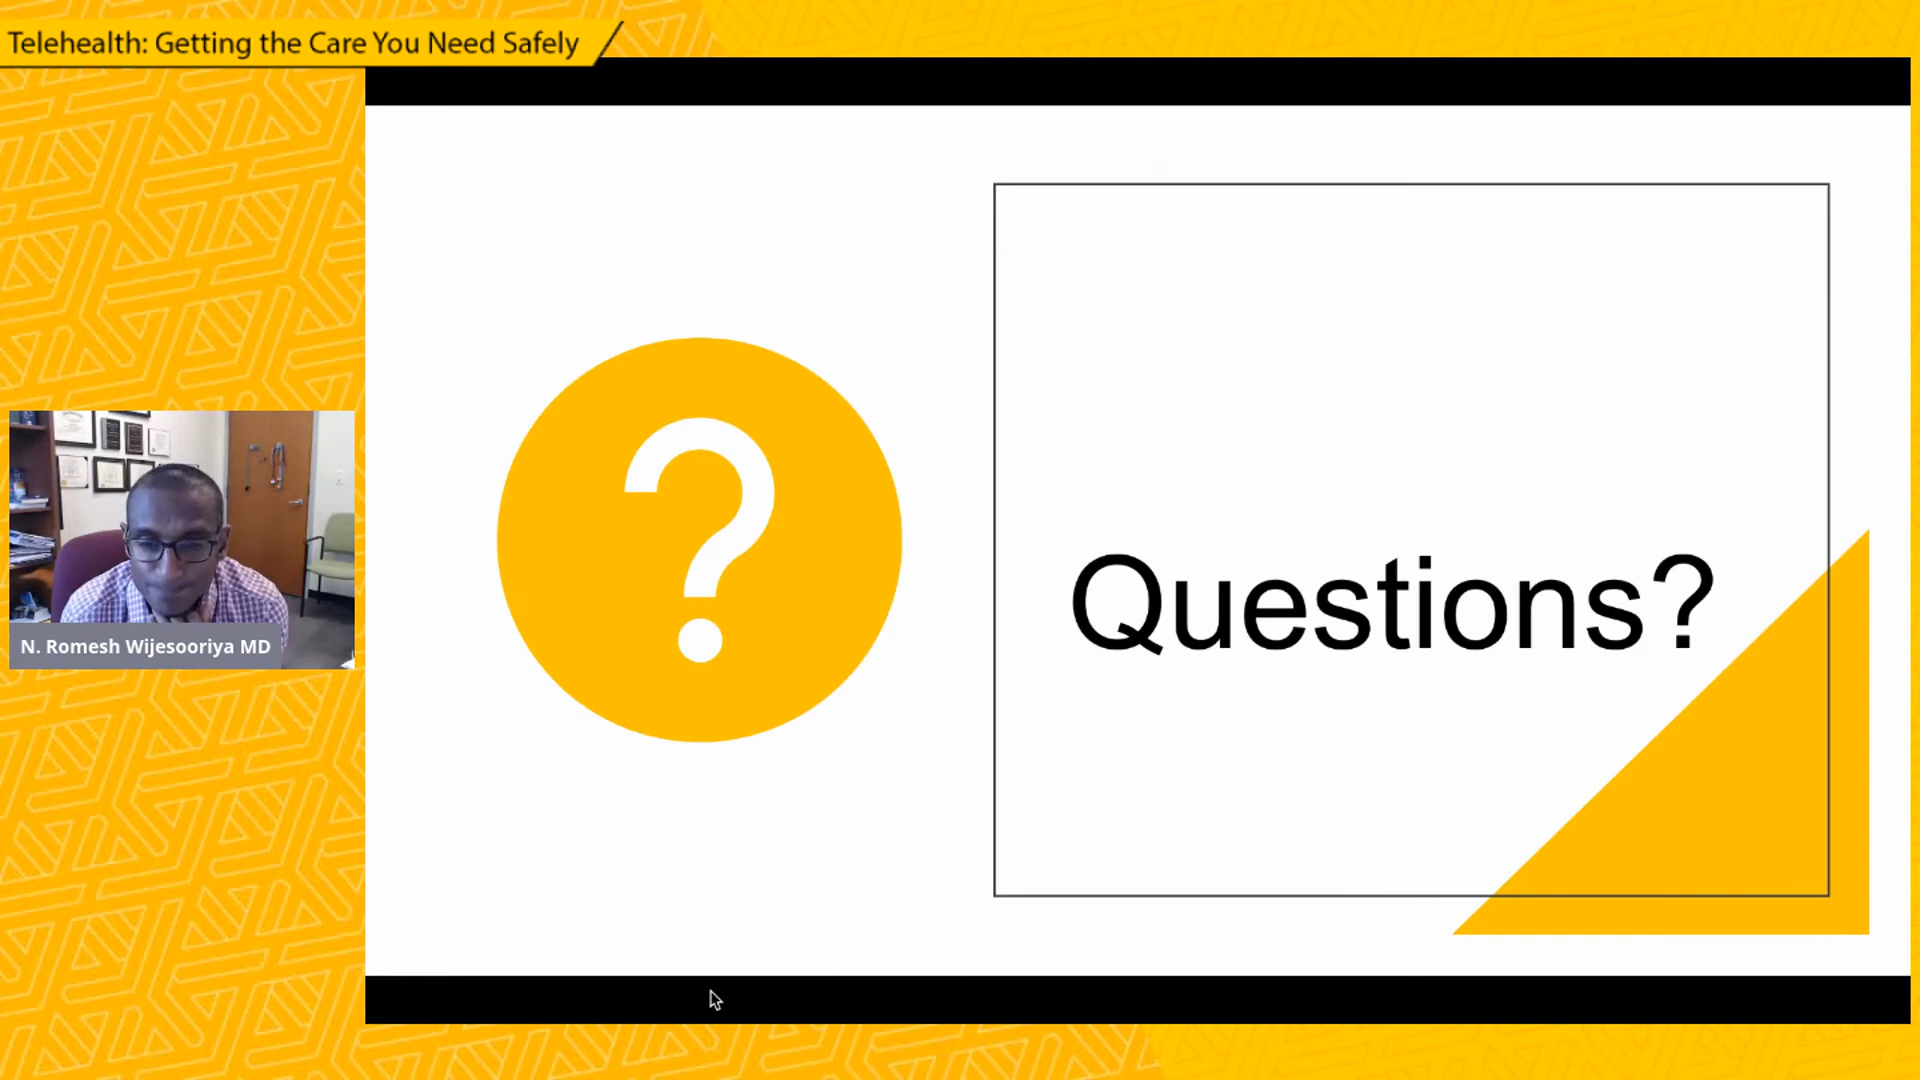 Telehealth: Getting the Care You Need Safely
?
Questions?
N. Romesh Wijesooriya MD